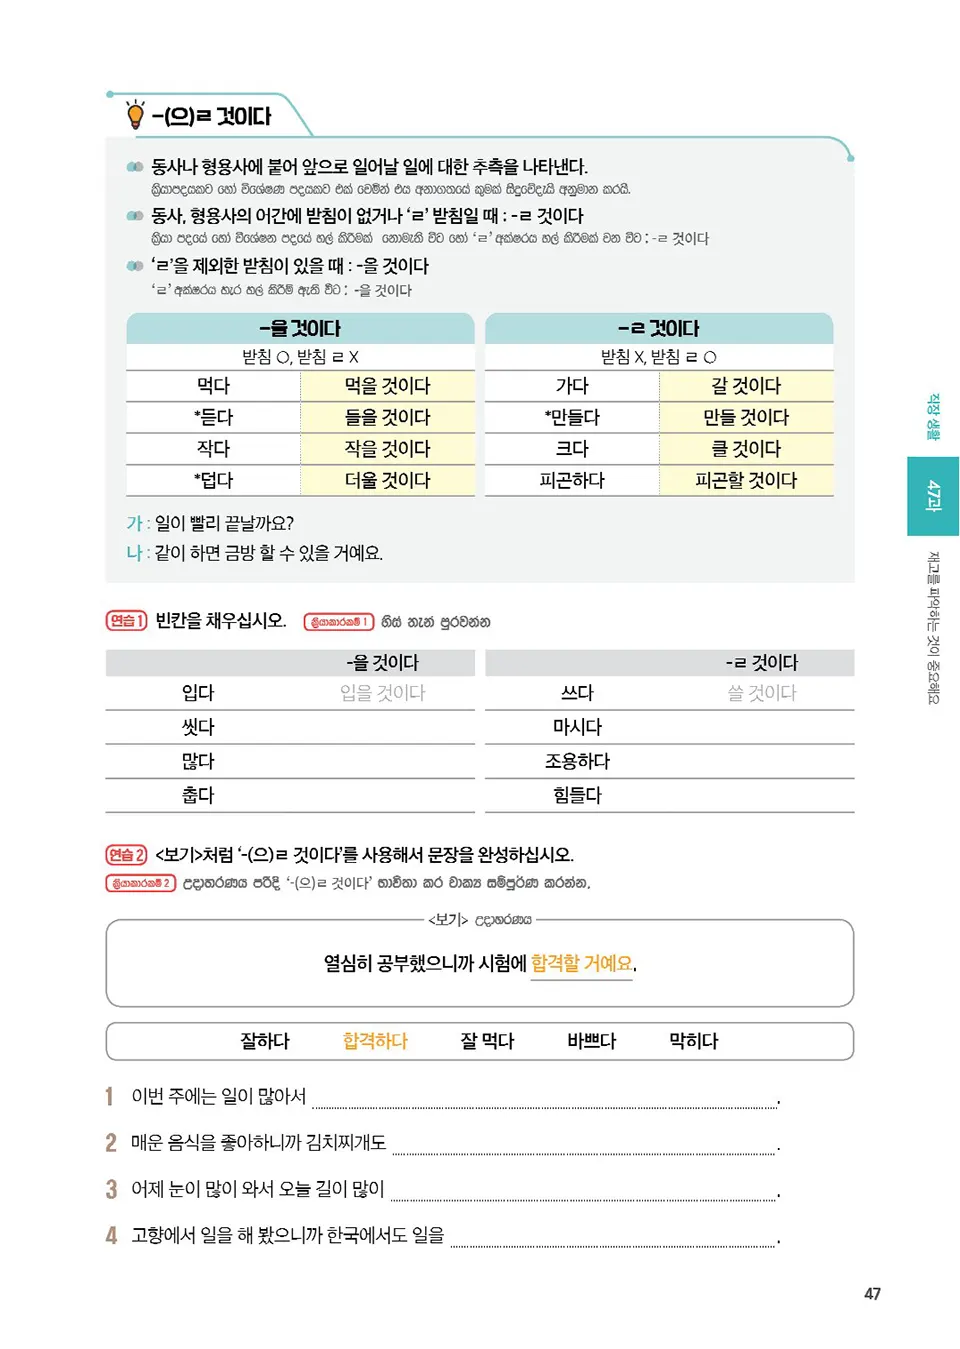 -(으)ㄹ 것이다
동사나 형용사에 붙어 앞으로 일어날 일에 대한 추측을 나타낸다.
ක්‍රියාපදයකට හෝ විශේෂණ පදයකට එක් වෙමින් එය අනාගතයේ කුමක් සිදුවේදැයි අනුමාන කරයි.
동사, 형용사의 어간에 받침이 없거나 ‘ㄹ’ 받침일 때 : -ㄹ 것이다
ක්‍රියා පදයේ හෝ විශේෂන පදයේ හල් කිරීමක් නොමැති විට හෝ ‘ㄹ’ අක්ෂරය හල් කිරීමක් වන විට : -ㄹ 것이다
‘ㄹ’을 제외한 받침이 있을 때 : -을 것이다
‘ㄹ’ අක්ෂරය හැර හල් කිරීම් ඇති විට : -을 것이다
-을 것이다 -ㄹ 것이다
받침 O, 받침 ㄹ X 받침 X, 받침 ㄹ O
먹다 먹을 것이다 가다 갈 것이다
*듣다 들을 것이다 *만들다 만들 것이다
작다 작을 것이다 크다 클 것이다
*덥다 더울 것이다 피곤하다 피곤할 것이다
가 : 일이 빨리 끝날까요?
나 : 같이 하면 금방 할 수 있을 거예요.
연습 1 빈칸을 채우십시오. ක්‍රියාකාරකම් 1 හිස් තැන් පුරවන්න
-을 것이다 -ㄹ 것이다
입다 입을 것이다 쓰다 쓸 것이다
씻다 마시다
많다 조용하다
춥다 힘들다
연습 2 <보기>처럼 ‘-(으)ㄹ 것이다’를 사용해서 문장을 완성하십시오.
ක්‍රියාකාරකම් 2 උදාහරණය පරිදි ‘-(으)ㄹ 것이다’ භාවිතා කර වාක්‍ය සම්පූර්ණ කරන්න.
<보기> උදාහරණය
열심히 공부했으니까 시험에 합격할 거예요.
잘하다 합격하다 잘 먹다 바쁘다 막히다
1 이번 주에는 일이 많아서 .
2 매운 음식을 좋아하니까 김치찌개도 .
3 어제 눈이 많이 와서 오늘 길이 많이 .
4 고향에서 일을 해 봤으니까 한국에서도 일을 .
직장 생활
47과
재고를 파악하는 것이 중요해요
47